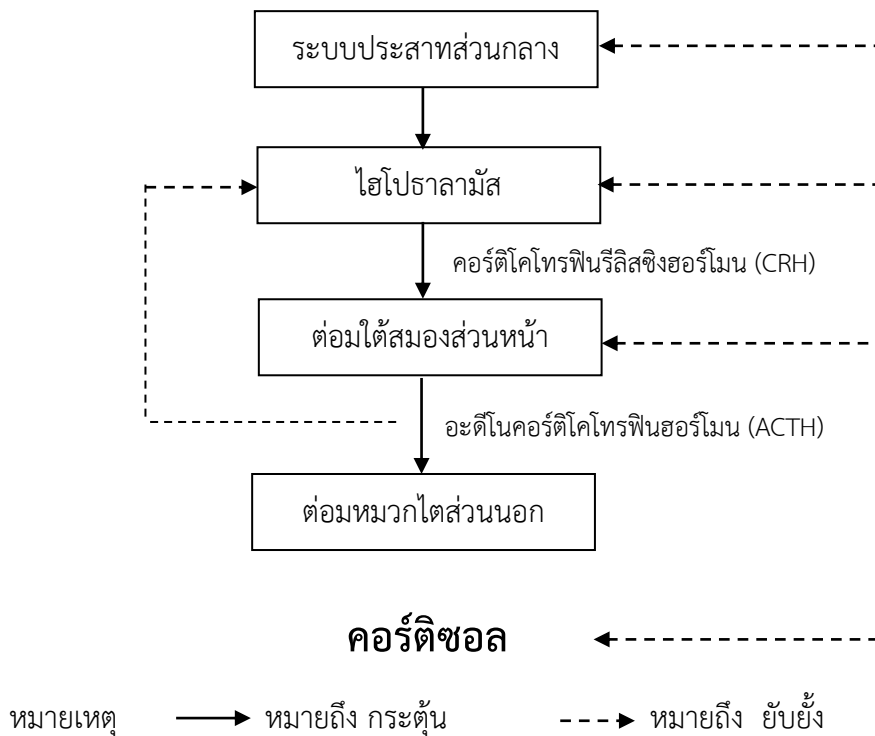 ระบบประสาทส่วนกลาง
ไฮโปธาลามัส
คอร์ติโคโทรฟินรีลิสซิงฮอร์โมน (CRH)
ต่อมใต้สมองส่วนหน้า
อะดีโนคอร์ติโคโทรฟินฮอร์โมน (ACTH)
ต่อมหมวกไตส่วนนอก
คอร์ติซอล
หมายเหตุ หมายถึง กระตุ้น หมายถึง ยับยั้ง